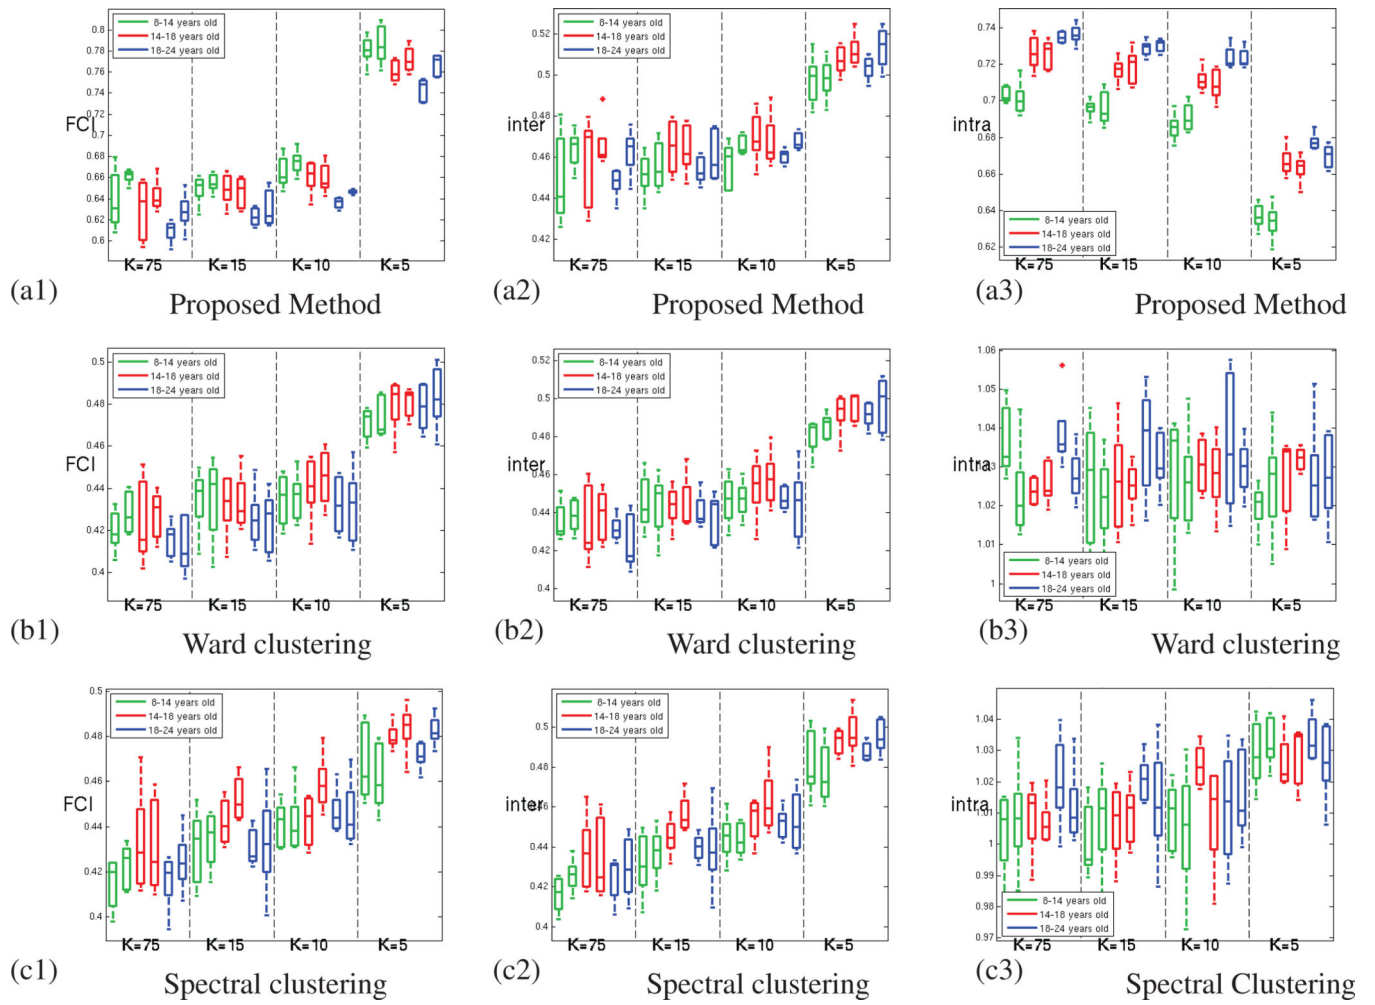 8-14 years old
14-18 years old
18-24 years old
FCI
0.8
0.78
0.76
0.74
0.72
0.7
0.68
0.66
0.64
0.62
0.6
K=75 K=15 K=10 K=5
(a1) Proposed Method
8-14 years old
14-18 years old
18-24 years old
inter
0.52
0.5
0.48
0.46
0.44
0.42
K=75 K=15 K=10 K=5
(a2) Proposed Method
0.74
0.72
0.7
0.68
0.66
0.64
0.62
intra
8-14 years old
14-18 years old
18-24 years old
K=75 K=15 K=10 K=5
(a3) Proposed Method
8-14 years old
14-18 years old
18-24 years old
FCI
0.5
0.48
0.46
0.44
0.42
0.4
K=75 K=15 K=10 K=5
(b1) Ward clustering
8-14 years old
14-18 years old
18-24 years old
inter
0.52
0.5
0.48
0.46
0.44
0.42
0.4
K=75 K=15 K=10 K=5
(b2) Ward clustering
1.06
1.05
1.04
1.03
1.02
1.01
1
intra
8-14 years old
14-18 years old
18-24 years old
K=75 K=15 K=10 K=5
(b3) Ward clustering
8-14 years old
14-18 years old
18-24 years old
FCI
0.5
0.48
0.46
0.44
0.42
0.4
K=75 K=15 K=10 K=5
(c1) Spectral clustering
8-14 years old
14-18 years old
18-24 years old
inter
0.5
0.48
0.46
0.44
0.42
0.4
K=75 K=15 K=10 K=5
(c2) Spectral clustering
1.04
1.03
1.02
1.01
1
0.99
0.98
0.97
intra
8-14 years old
14-18 years old
18-24 years old
K=75 K=15 K=10 K=5
(c3) Spectral Clustering